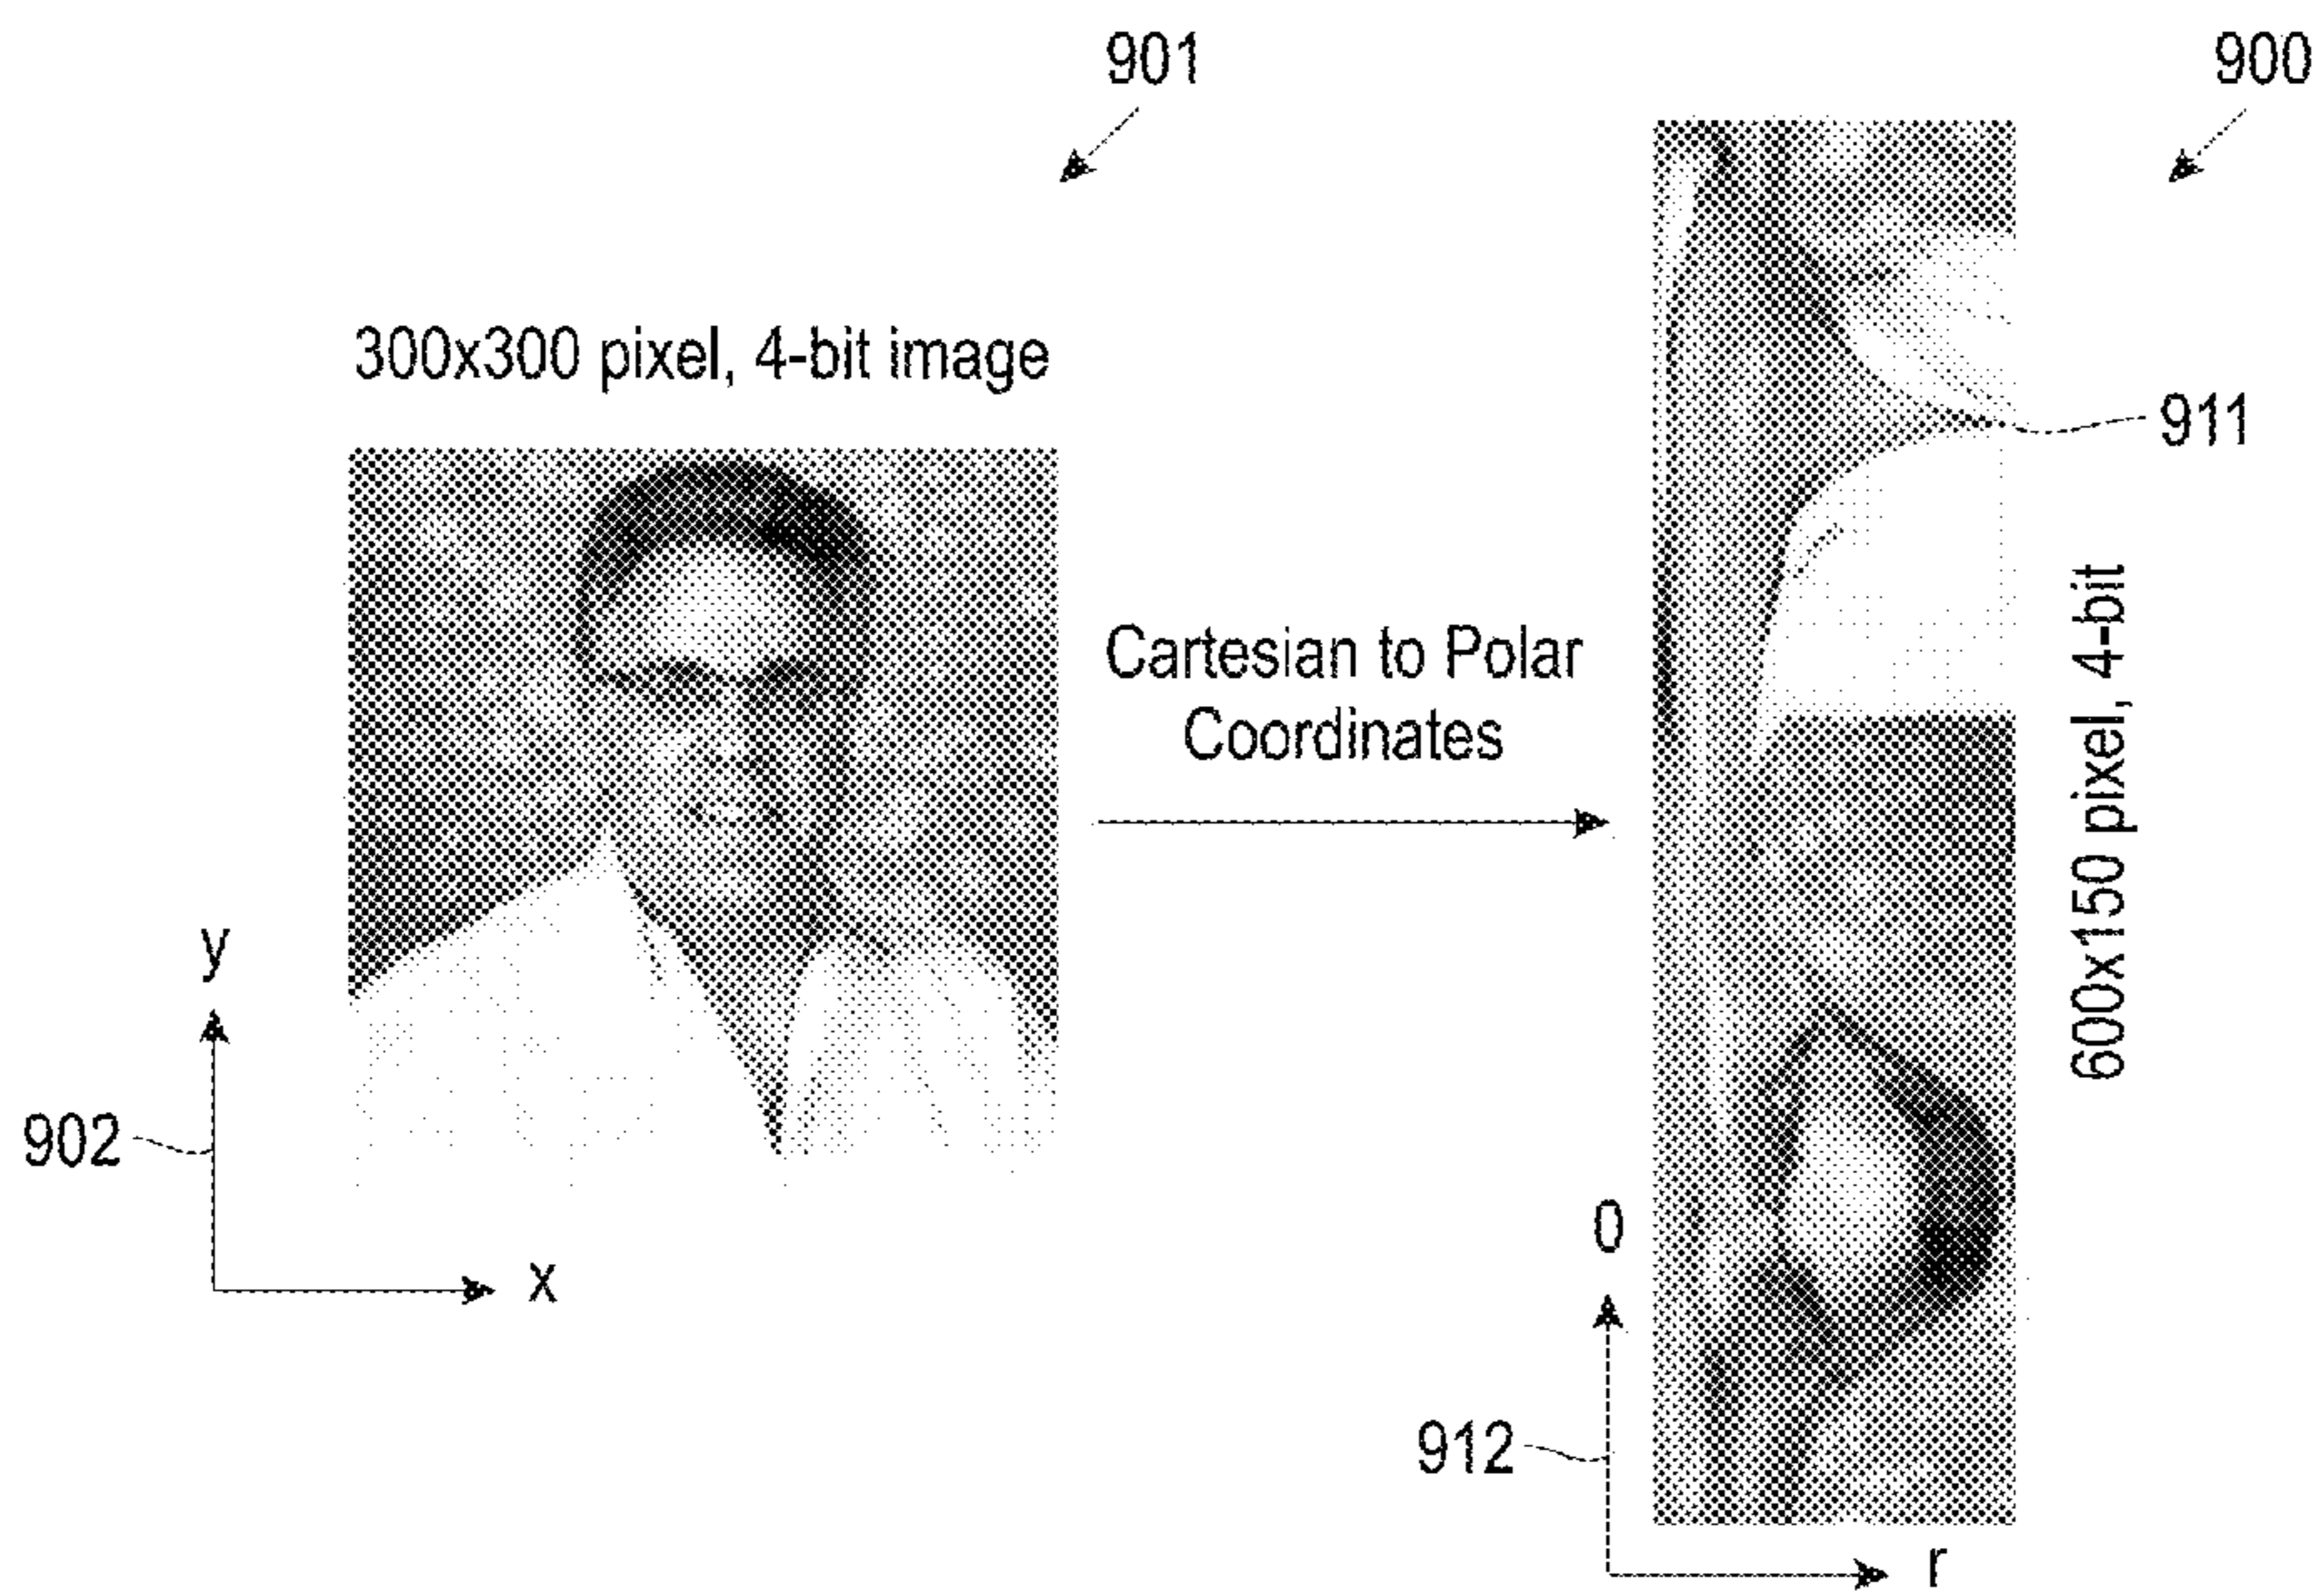 901
900
300x300 pixel, 4-bit image
911
Cartesian to Polar
Coordinates
600x150 pixel, 4-bit
y
902
x
0
912
r